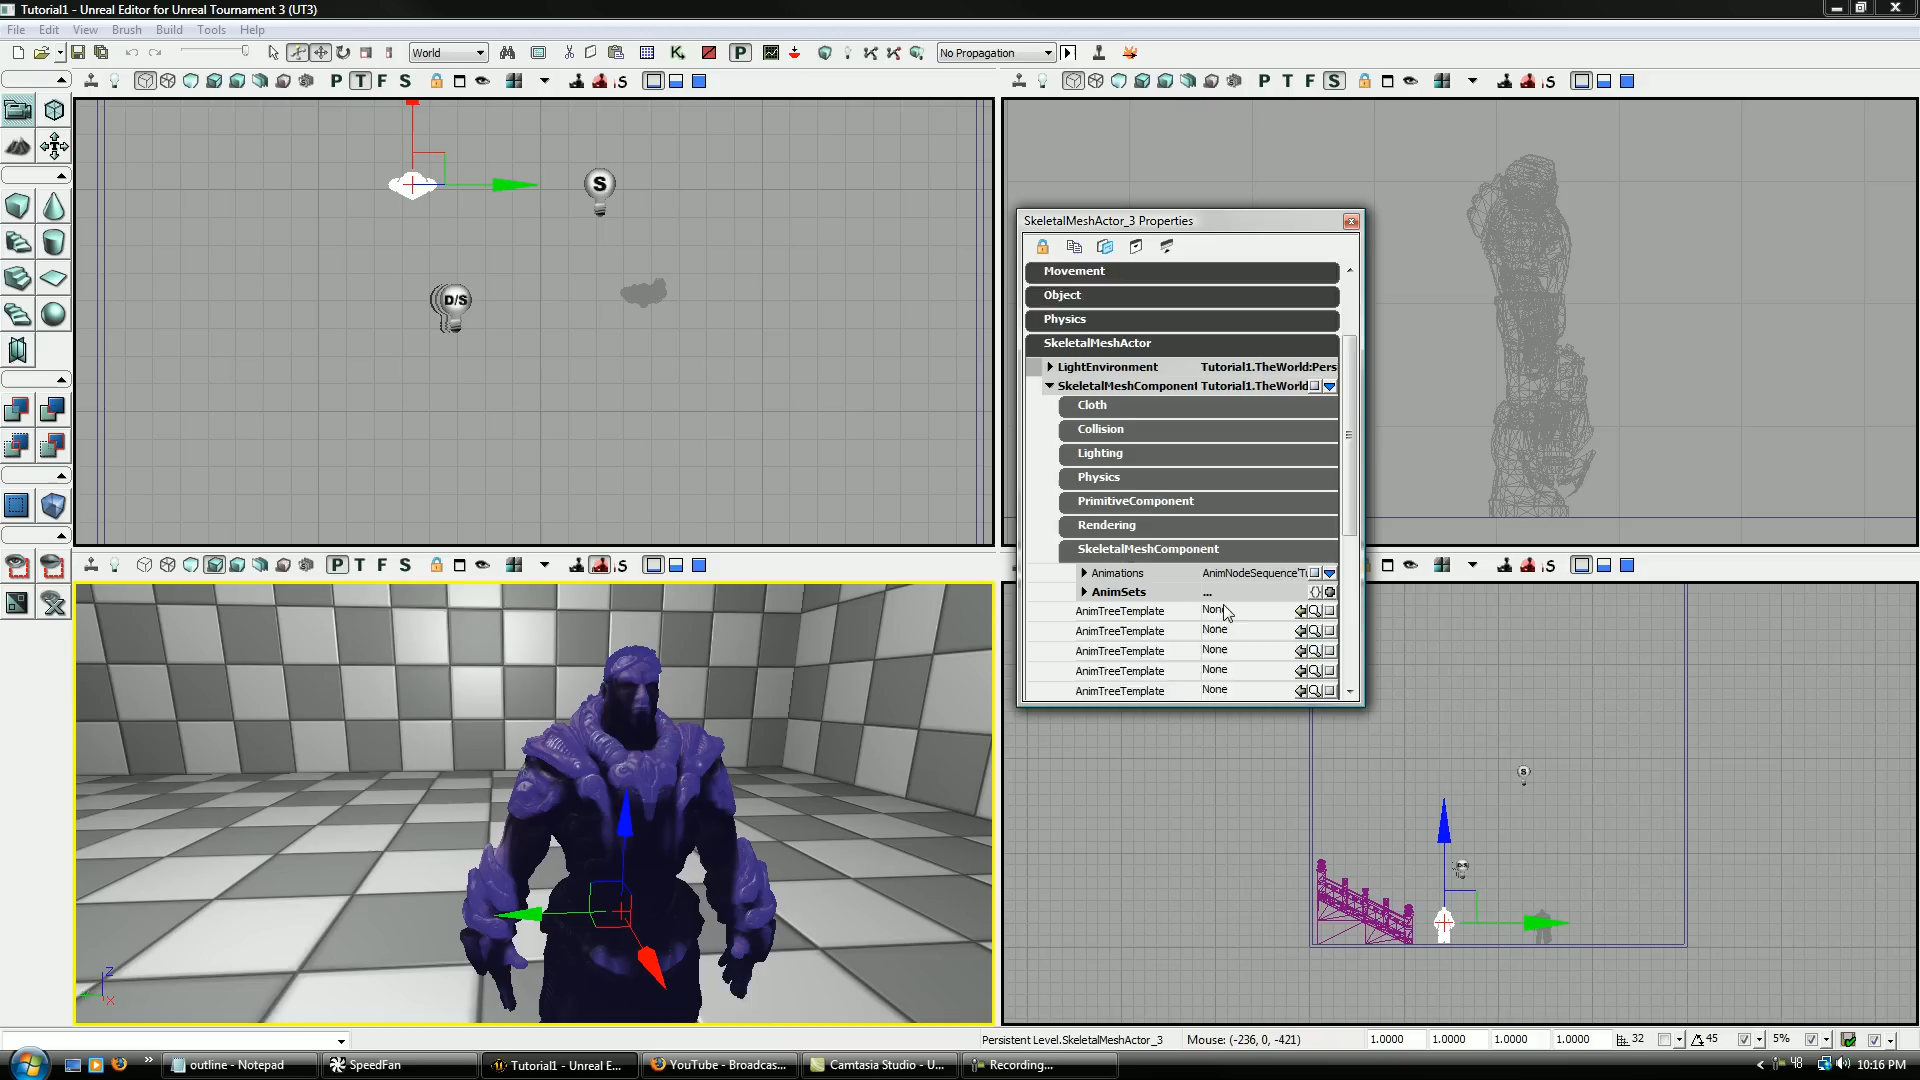 Tutorial1 - Unreal Editor for Unreal Tournament 3 (UT3)
File Edit View Brush Build Tools Help
World
No Propagation
P T F S
P T F S
S
D/S
SkeletalMeshActor_3 Properties
Movement
Object
Physics
SkeletalMeshActor
LightEnvironment Tutorial1.TheWorld:Pers
SkeletalMeshComponent Tutorial1.TheWorld
Cloth
Collision
Lighting
Physics
PrimitiveComponent
Rendering
SkeletalMeshComponent
Animations AnimNodeSequence'Tu
AnimSets ...
AnimTreeTemplate None
AnimTreeTemplate None
AnimTreeTemplate None
AnimTreeTemplate None
AnimTreeTemplate None
P T F S
S
D/S
Z
X
Persistent Level.SkeletalMeshActor_3 Mouse: (-236, 0, -421) 1.0000 1.0000 1.0000 1.0000 32 45 5%
outline - Notepad SpeedFan Tutorial1 - Unreal E... YouTube - Broadcas... Camtasia Studio - U... Recording... 48 10:16 PM